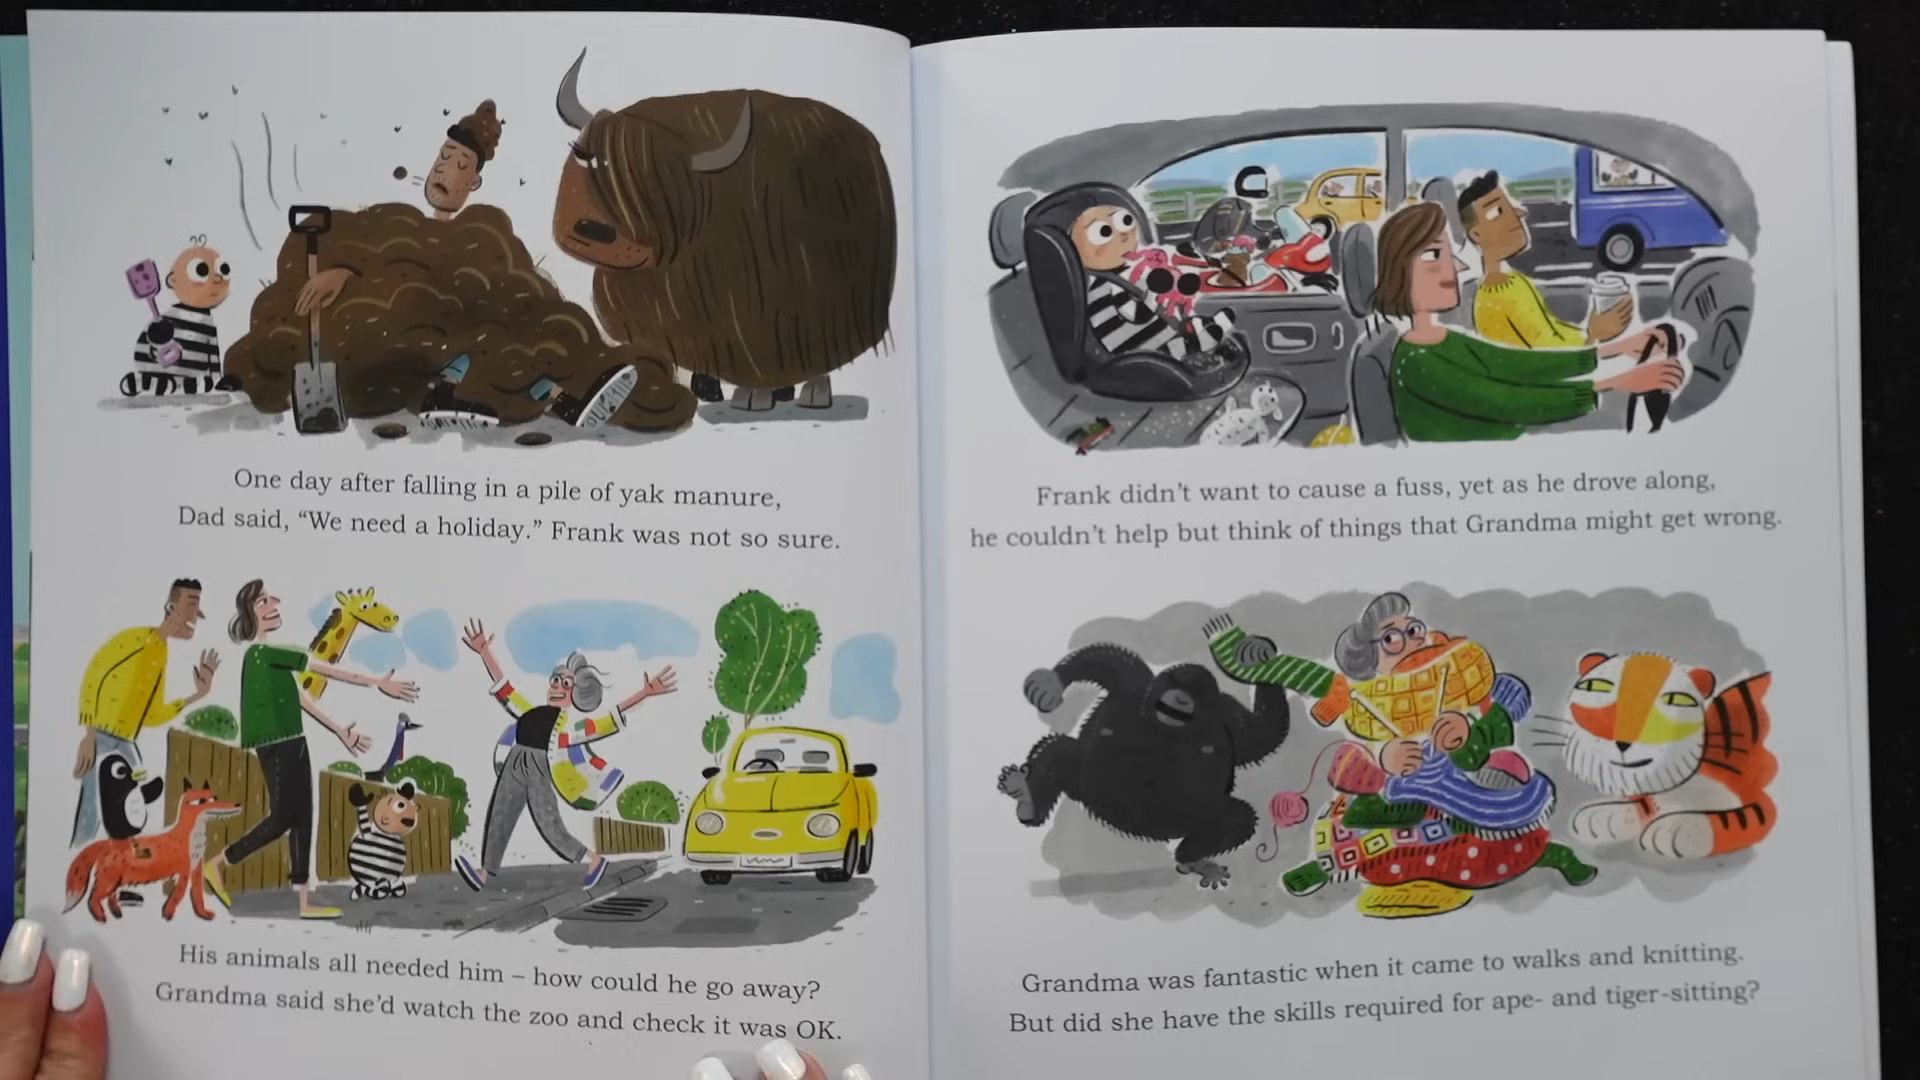 One day after falling in a pile of yak manure,
Dad said, “We need a holiday.” Frank was not so sure.
His animals all needed him – how could he go away?
Grandma said she’d watch the zoo and check it was OK.
Frank didn’t want to cause a fuss, yet as he drove along,
he couldn’t help but think of things that Grandma might get wrong.
Grandma was fantastic when it came to walks and knitting.
But did she have the skills required for ape- and tiger-sitting?